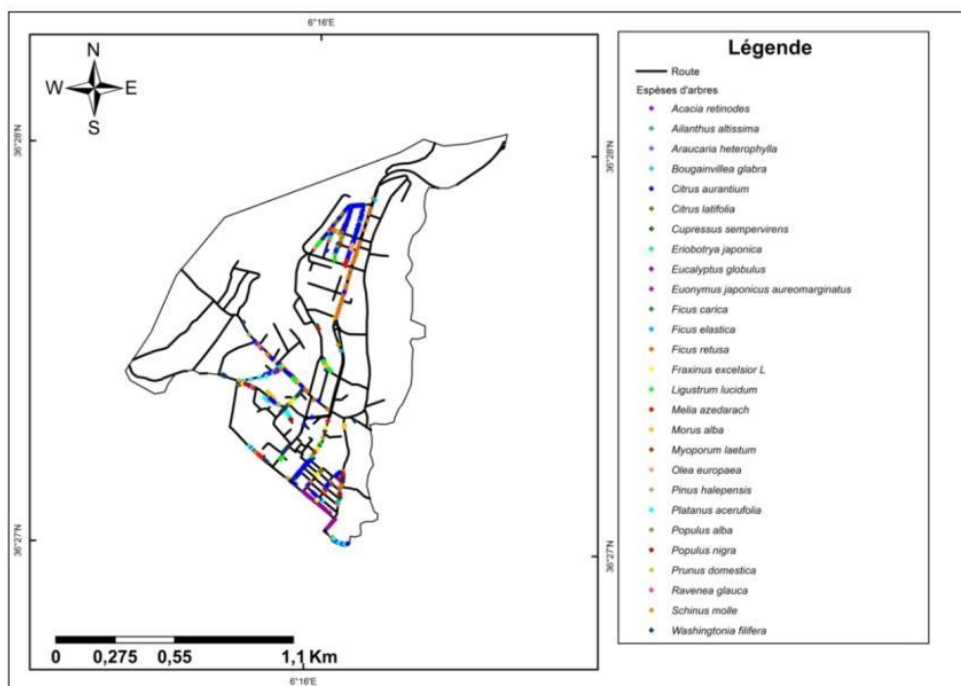 6°16'E
N
W
E
S
36°28'N
36°28'N
36°27'N
36°27'N
0 0,275 0,55 1,1 Km
6°16'E
Légende
Route
Espèses d'arbres
Acacia retinodes
Ailanthus altissima
Araucaria heterophylla
Bougainvillea glabra
Citrus aurantium
Citrus latifolia
Cupressus sempervirens
Eriobotrya japonica
Eucalyptus globulus
Euonymus japonicus aureomarginatus
Ficus carica
Ficus elastica
Ficus retusa
Fraxinus excelsior L
Ligustrum lucidum
Melia azedarach
Morus alba
Myoporum laetum
Olea europaea
Pinus halepensis
Platanus acerufolia
Populus alba
Populus nigra
Prunus domestica
Ravenea glauca
Schinus molle
Washingtonia filifera